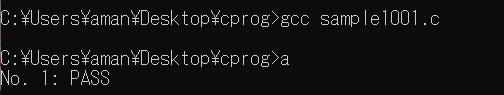 C:¥Users¥aman¥Desktop¥cprog>gcc sample1001.c
C:¥Users¥aman¥Desktop¥cprog>a
No. 1: PASS